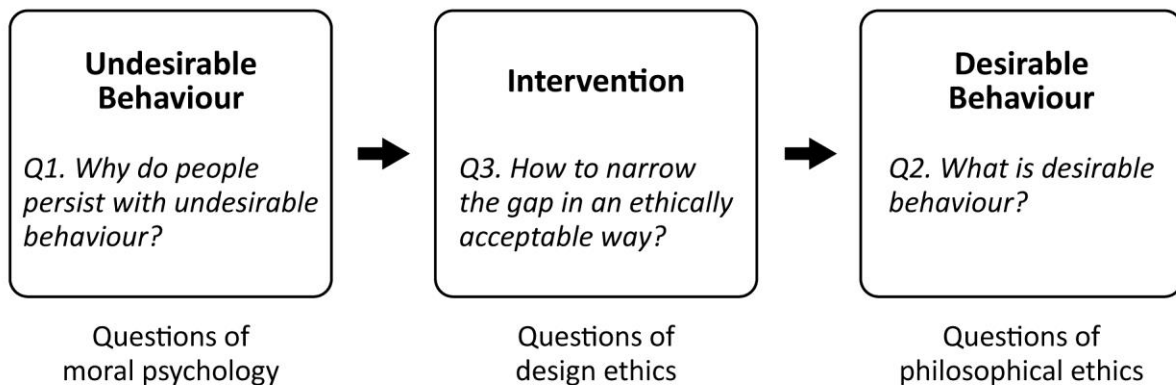 Undesirable
Behaviour
Q1. Why do people
persist with undesirable
behaviour?
Questions of
moral psychology
Intervention
Q3. How to narrow
the gap in an ethically
acceptable way?
Questions of
design ethics
Desirable
Behaviour
Q2. What is desirable
behaviour?
Questions of
philosophical ethics